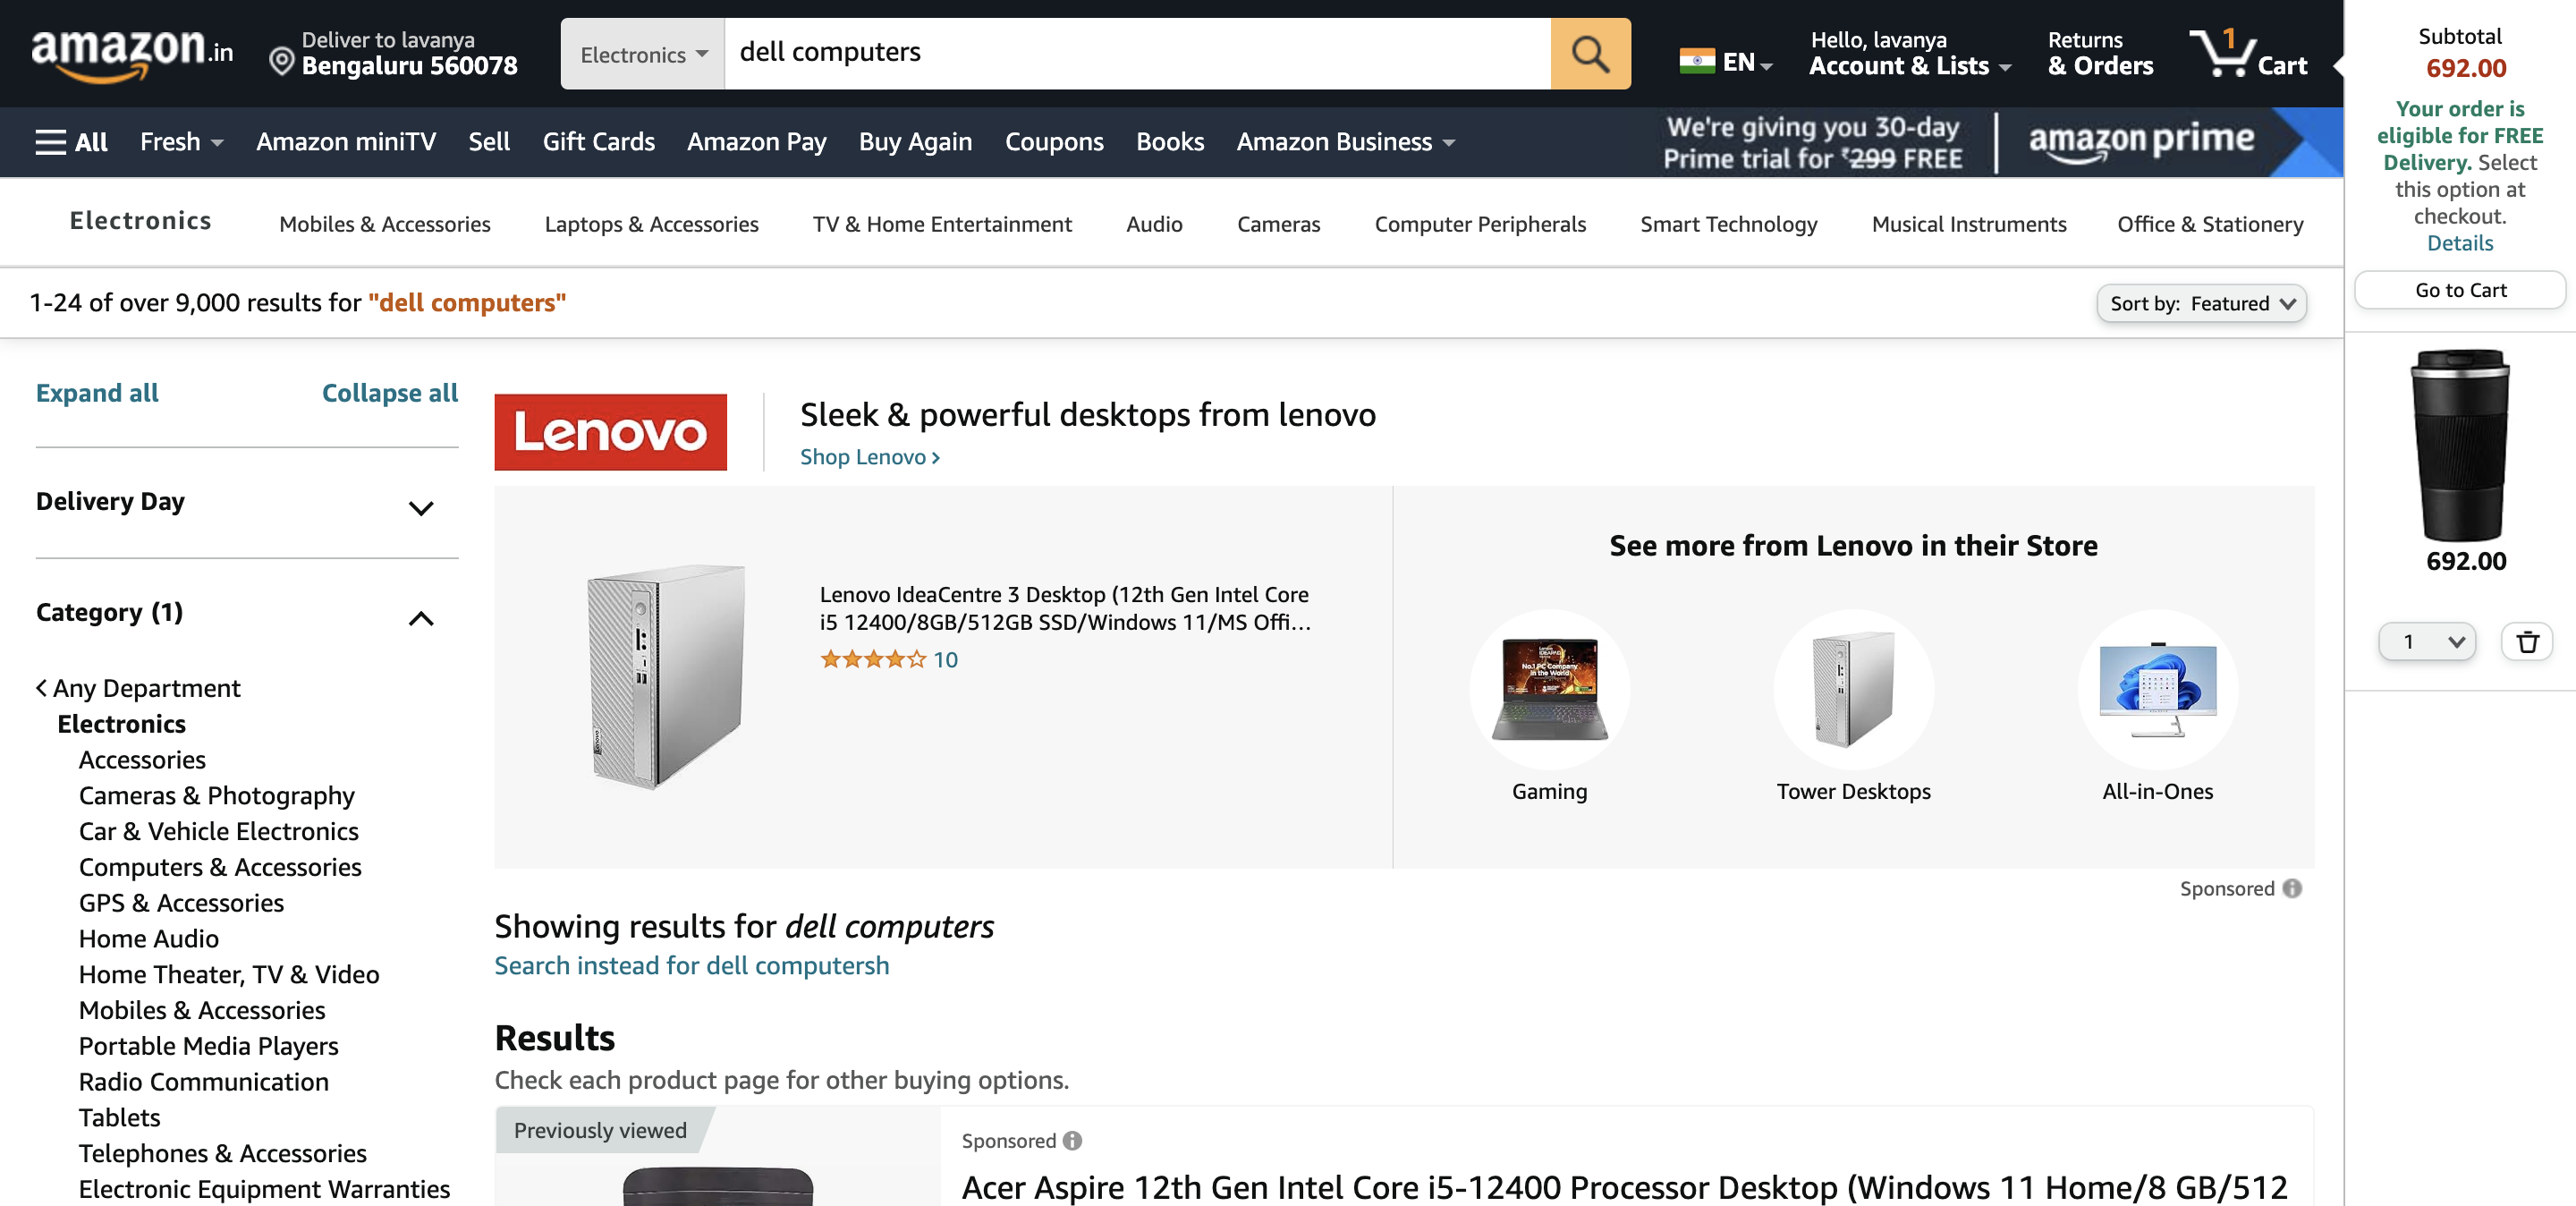 amazon.in
Deliver to lavanya
Bengaluru 560078
Electronics
dell computers
EN
Hello, lavanya
Account & Lists
Returns
& Orders
1
Cart
All
Fresh
Amazon miniTV
Sell
Gift Cards
Amazon Pay
Buy Again
Coupons
Books
Amazon Business
We're giving you 30-day
Prime trial for ₹299 FREE
amazon prime
Electronics
Mobiles & Accessories
Laptops & Accessories
TV & Home Entertainment
Audio
Cameras
Computer Peripherals
Smart Technology
Musical Instruments
Office & Stationery
1-24 of over 9,000 results for "dell computers"
Sort by: Featured
Expand all
Collapse all
Delivery Day
Category (1)
Any Department
Electronics
Accessories
Cameras & Photography
Car & Vehicle Electronics
Computers & Accessories
GPS & Accessories
Home Audio
Home Theater, TV & Video
Mobiles & Accessories
Portable Media Players
Radio Communication
Tablets
Telephones & Accessories
Electronic Equipment Warranties
Lenovo
Sleek & powerful desktops from lenovo
Shop Lenovo ›
Lenovo IdeaCentre 3 Desktop (12th Gen Intel Core
i5 12400/8GB/512GB SSD/Windows 11/MS Offi…
10
See more from Lenovo in their Store
No.1 PC Company
in the World
Gaming
Tower Desktops
All-in-Ones
Sponsored
Showing results for dell computers
Search instead for dell computersh
Results
Check each product page for other buying options.
Previously viewed
Sponsored
Acer Aspire 12th Gen Intel Core i5-12400 Processor Desktop (Windows 11 Home/8 GB/512
Subtotal
692.00
Your order is
eligible for FREE
Delivery. Select
this option at
checkout.
Details
Go to Cart
692.00
1